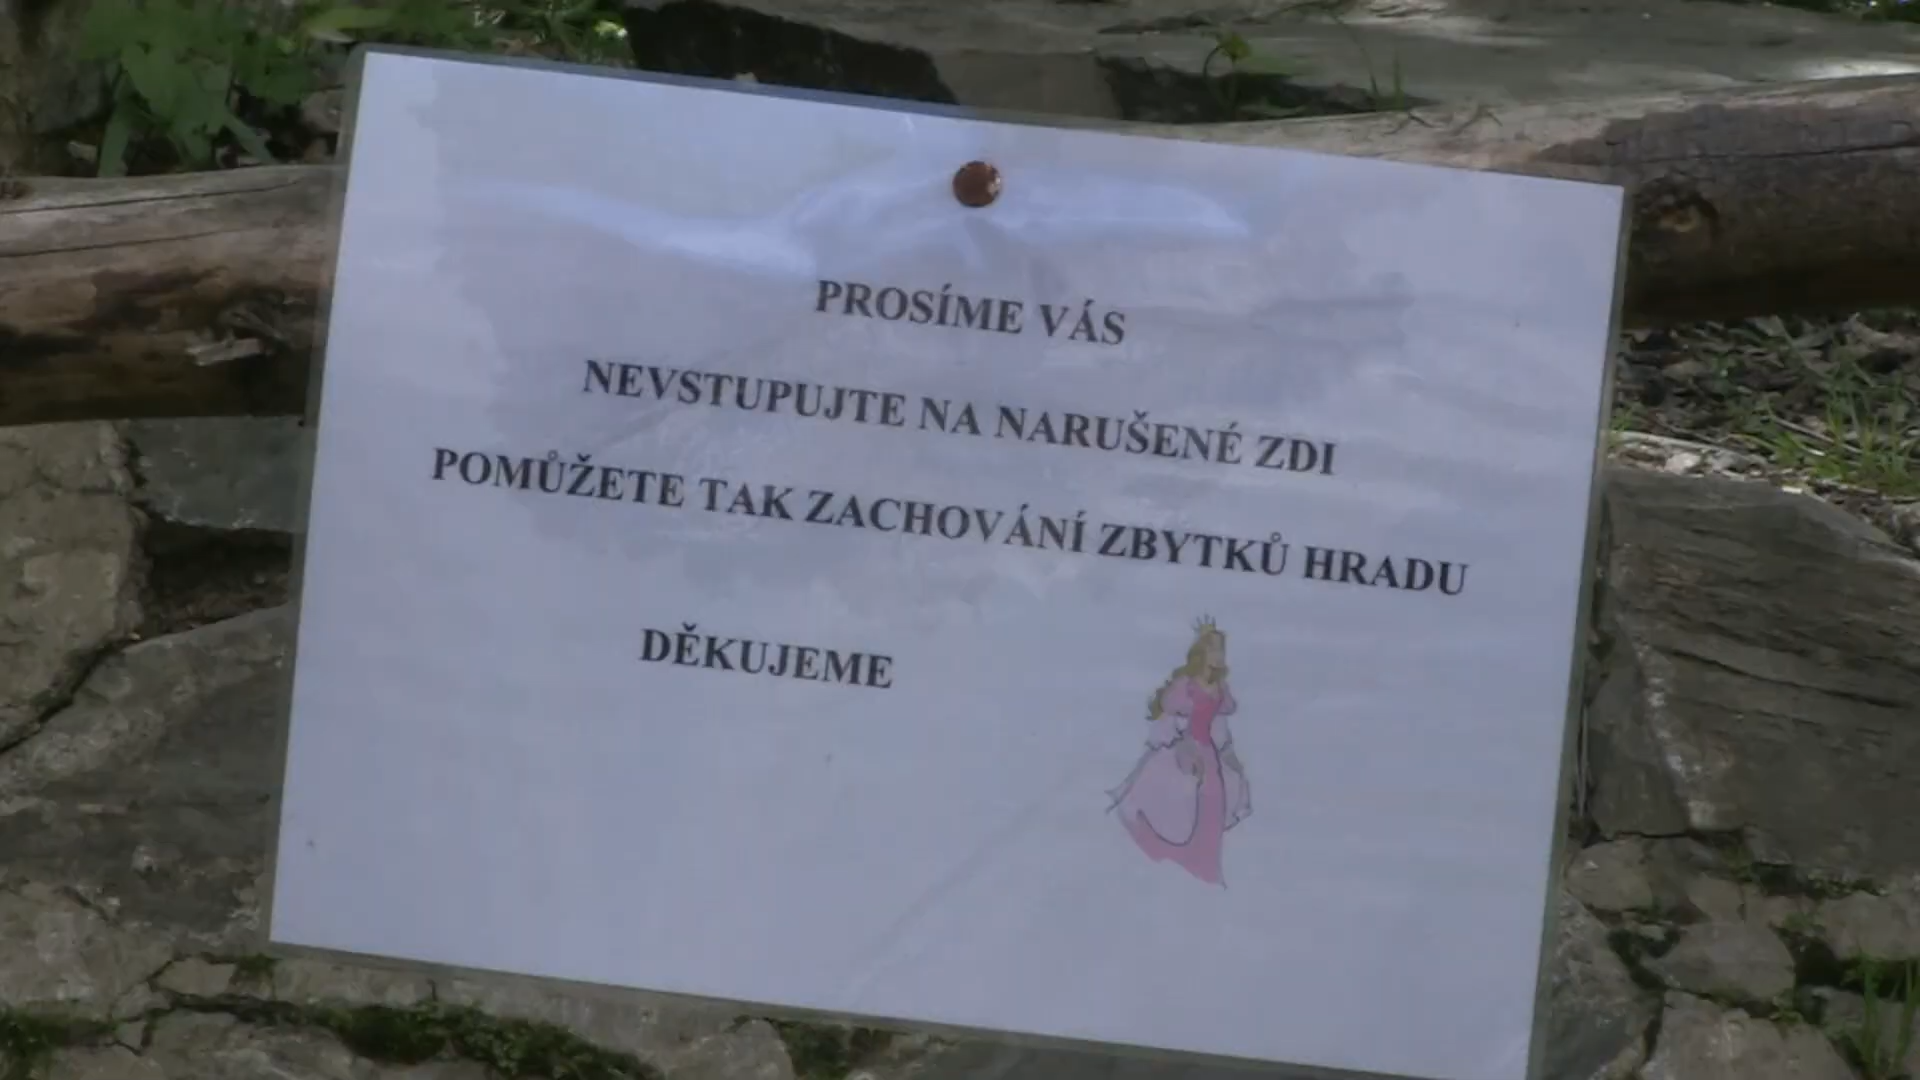 PROSÍME VÁS
NEVSTUPUJTE NA NARUŠENÉ ZDI
POMŮŽETE TAK ZACHOVÁNÍ ZBYTKŮ HRADU
DĚKUJEME